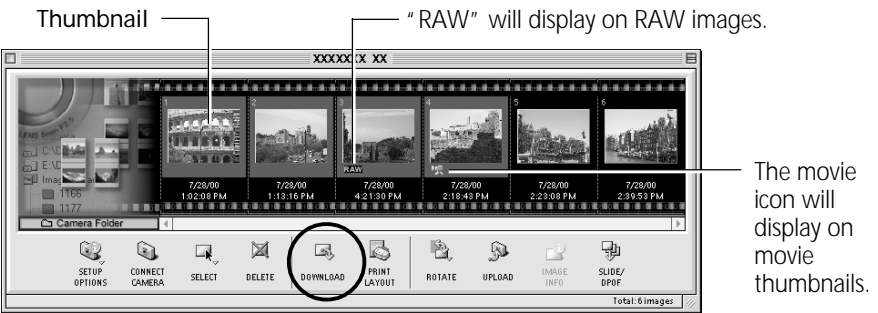 Thumbnail
“RAW” will display on RAW images.
XXXXXXX XX
1
2
3
4
5
6
RAW
7/28/00
1:02:08 PM
7/28/00
1:13:16 PM
7/28/00
4:21:30 PM
7/28/00
2:18:43 PM
7/28/00
2:23:08 PM
7/28/00
2:39:53 PM
1166
1177
Camera Folder
The movie
icon will
display on
movie
thumbnails.
SETUP
OPTIONS
CONNECT
CAMERA
SELECT
DELETE
DOWNLOAD
PRINT
LAYOUT
ROTATE
UPLOAD
IMAGE
INFO
SLIDE/
DPOF
Total:6images